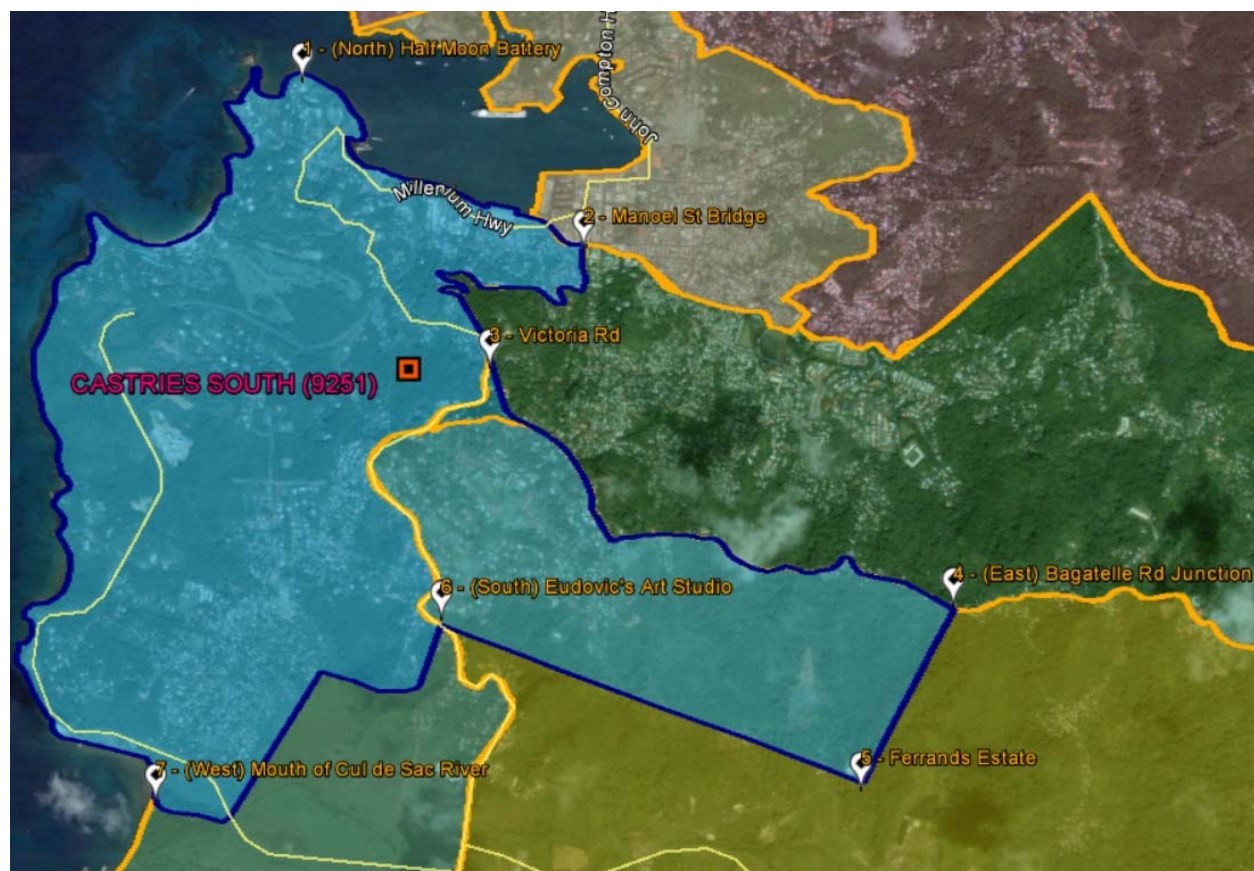 1 - (North) Half Moon Battery
John Compton H
Millenium Hwy
2 - Manoel St Bridge
3 - Victoria Rd
CASTRIES SOUTH (9251)
4 - (East) Bagatelle Rd Junction
6 - (South) Eudovic's Art Studio
5 - Ferrands Estate
7 - (West) Mouth of Cul de Sac River